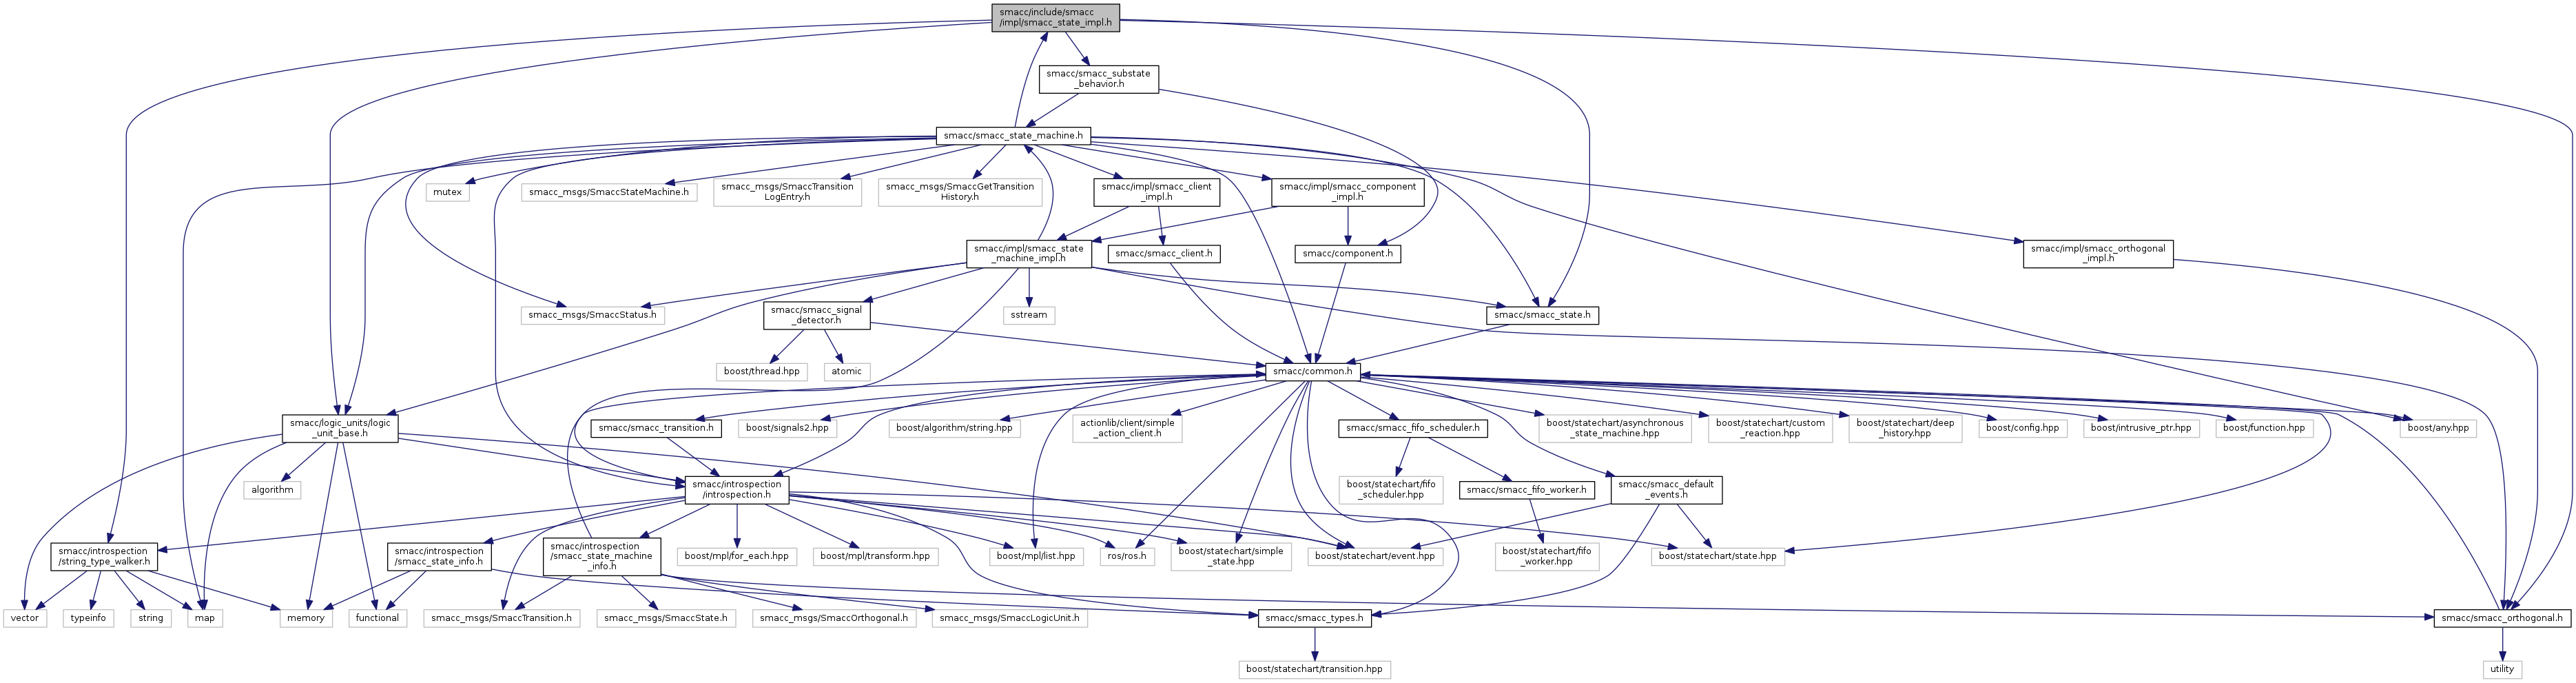 smacc/include/smacc
/impl/smacc_state_impl.h
smacc/smacc_substate
_behavior.h
smacc/smacc_state_machine.h
mutex
smacc_msgs/SmaccStateMachine.h
smacc_msgs/SmaccTransition
LogEntry.h
smacc_msgs/SmaccGetTransition
History.h
smacc/impl/smacc_client
_impl.h
smacc/impl/smacc_component
_impl.h
smacc/impl/smacc_state
_machine_impl.h
smacc/smacc_client.h
smacc/component.h
smacc/impl/smacc_orthogonal
_impl.h
smacc_msgs/SmaccStatus.h
smacc/smacc_signal
_detector.h
sstream
smacc/smacc_state.h
boost/thread.hpp
atomic
smacc/common.h
smacc/logic_units/logic
_unit_base.h
smacc/smacc_transition.h
boost/signals2.hpp
boost/algorithm/string.hpp
actionlib/client/simple
_action_client.h
smacc/smacc_fifo_scheduler.h
boost/statechart/asynchronous
_state_machine.hpp
boost/statechart/custom
_reaction.hpp
boost/statechart/deep
_history.hpp
boost/config.hpp
boost/intrusive_ptr.hpp
boost/function.hpp
boost/any.hpp
algorithm
smacc/introspection
/introspection.h
boost/statechart/fifo
_scheduler.hpp
smacc/smacc_fifo_worker.h
smacc/smacc_default
_events.h
smacc/introspection
/string_type_walker.h
smacc/introspection
/smacc_state_info.h
smacc/introspection
/smacc_state_machine
_info.h
boost/mpl/for_each.hpp
boost/mpl/transform.hpp
boost/mpl/list.hpp
ros/ros.h
boost/statechart/simple
_state.hpp
boost/statechart/event.hpp
boost/statechart/fifo
_worker.hpp
boost/statechart/state.hpp
vector
typeinfo
string
map
memory
functional
smacc_msgs/SmaccTransition.h
smacc_msgs/SmaccState.h
smacc_msgs/SmaccOrthogonal.h
smacc_msgs/SmaccLogicUnit.h
smacc/smacc_types.h
smacc/smacc_orthogonal.h
boost/statechart/transition.hpp
utility